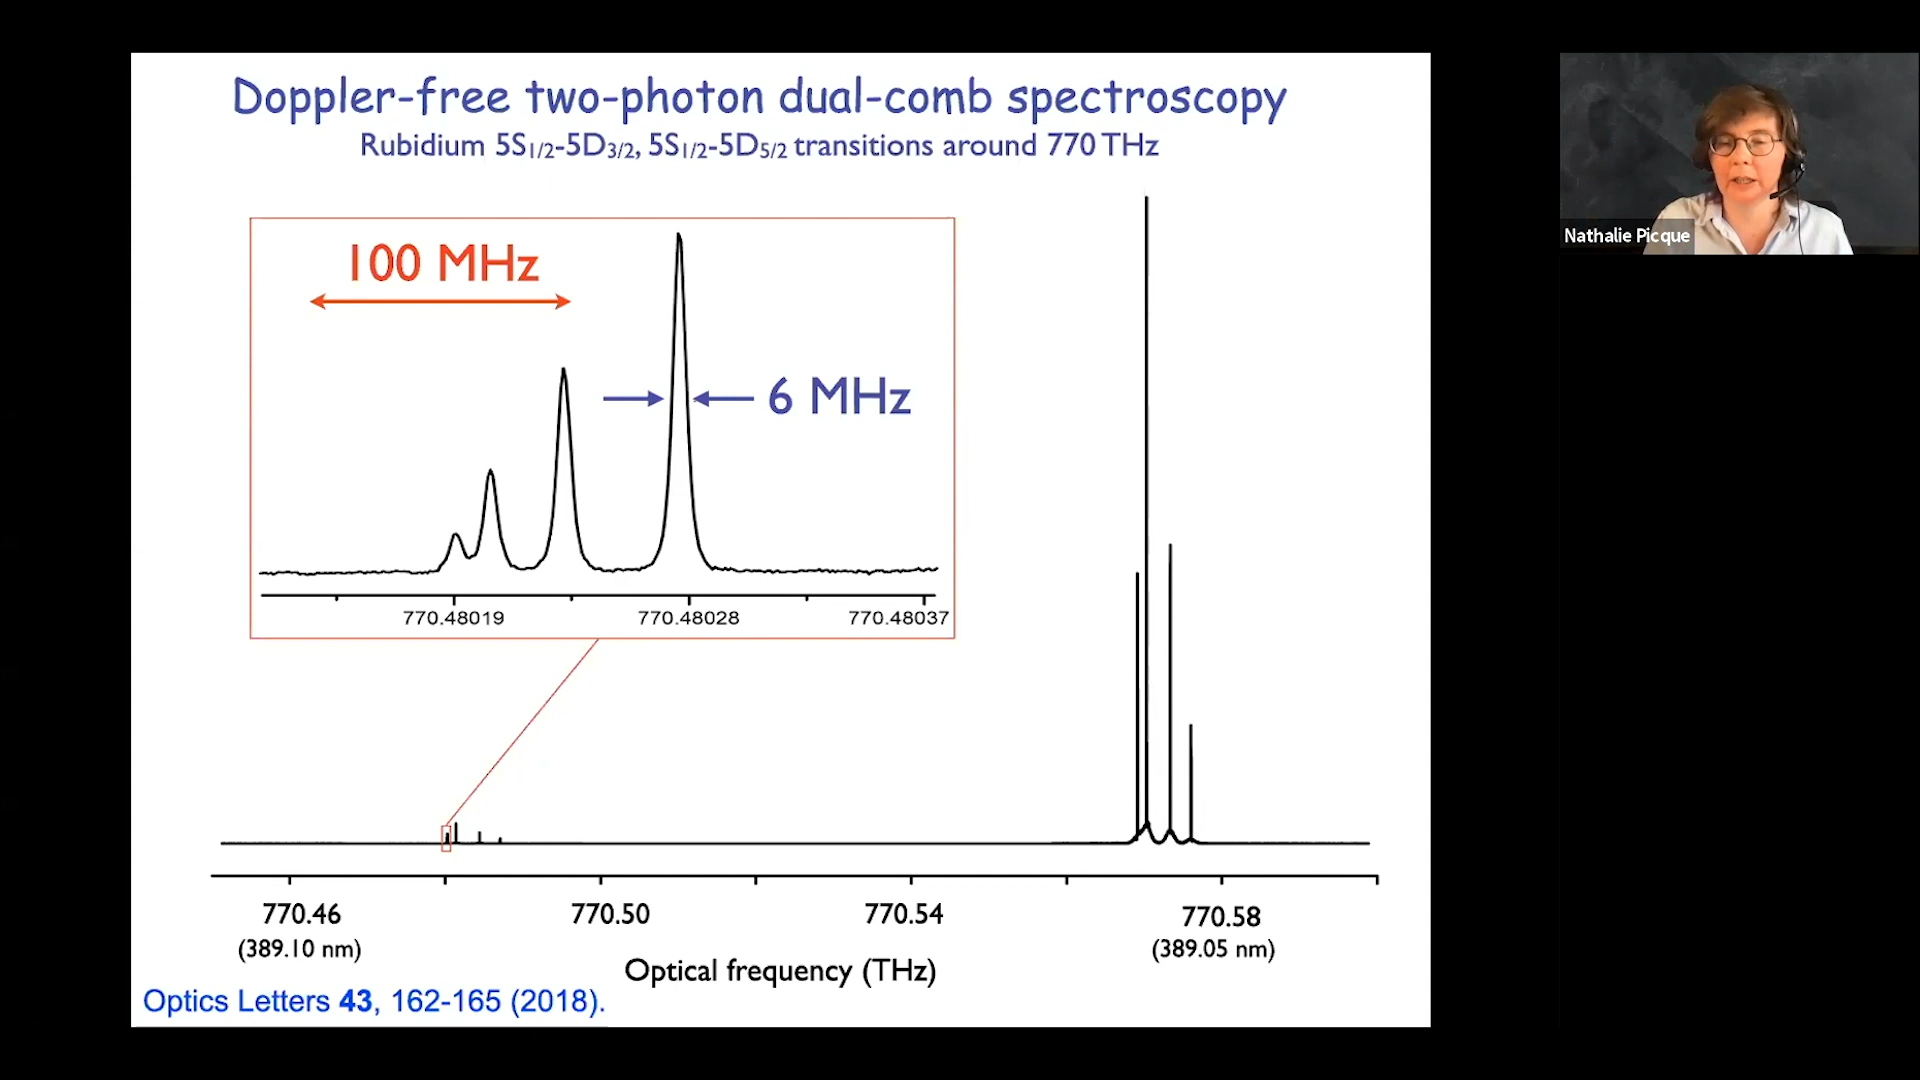 Doppler-free two-photon dual-comb spectroscopy
Rubidium 5S1/2-5D3/2, 5S1/2-5D5/2 transitions around 770 THz
100 MHz
6 MHz
770.48019 770.48028 770.48037
770.46 770.50 770.54 770.58
(389.10 nm) (389.05 nm)
Optical frequency (THz)
Optics Letters 43, 162-165 (2018).
Nathalie Picque